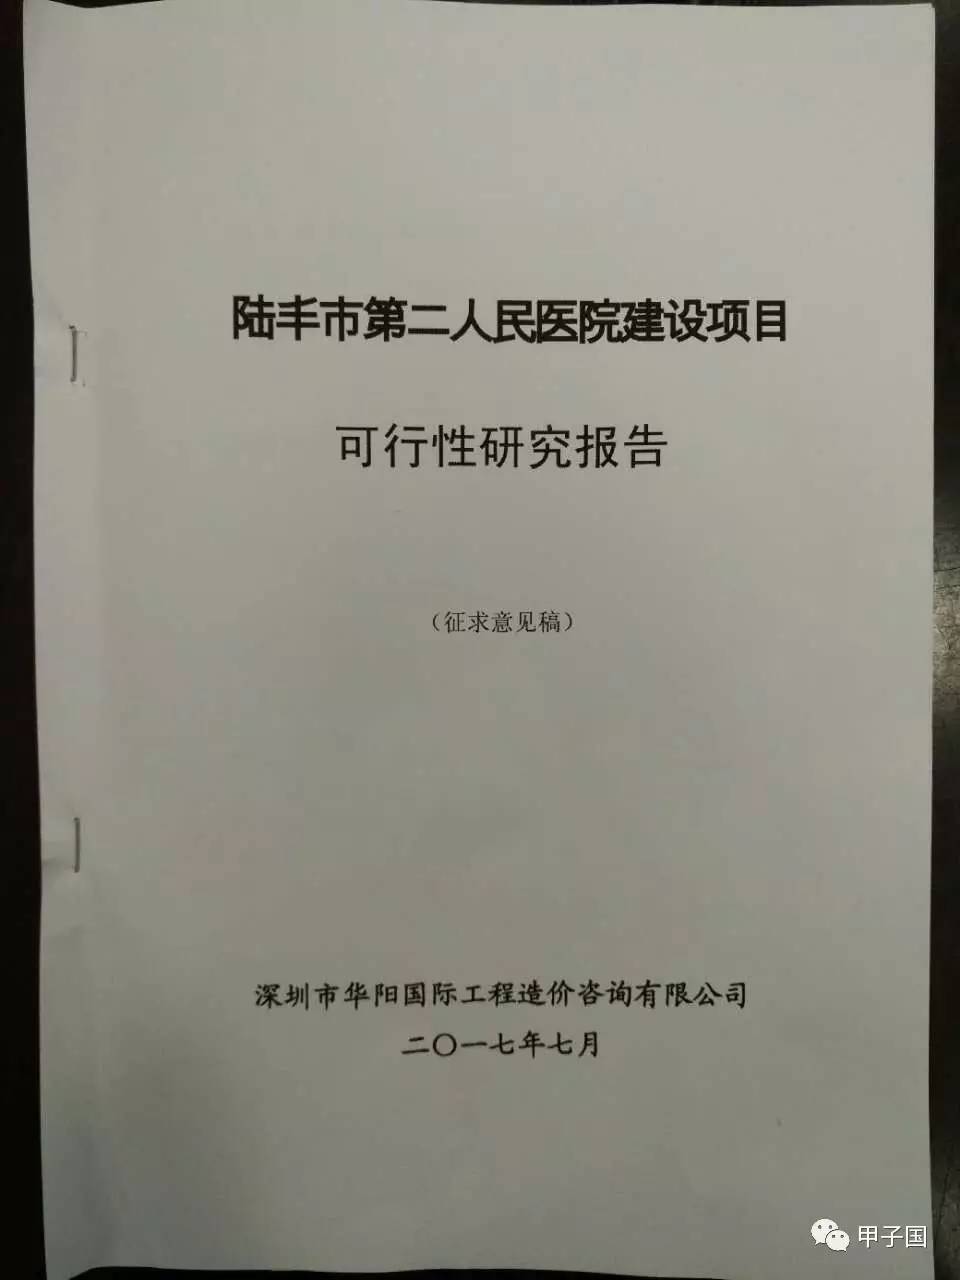 陆丰市第二人民医院建设项目
可行性研究报告
（征求意见稿）
深圳市华阳国际工程造价咨询有限公司
二〇一七年七月
甲子国